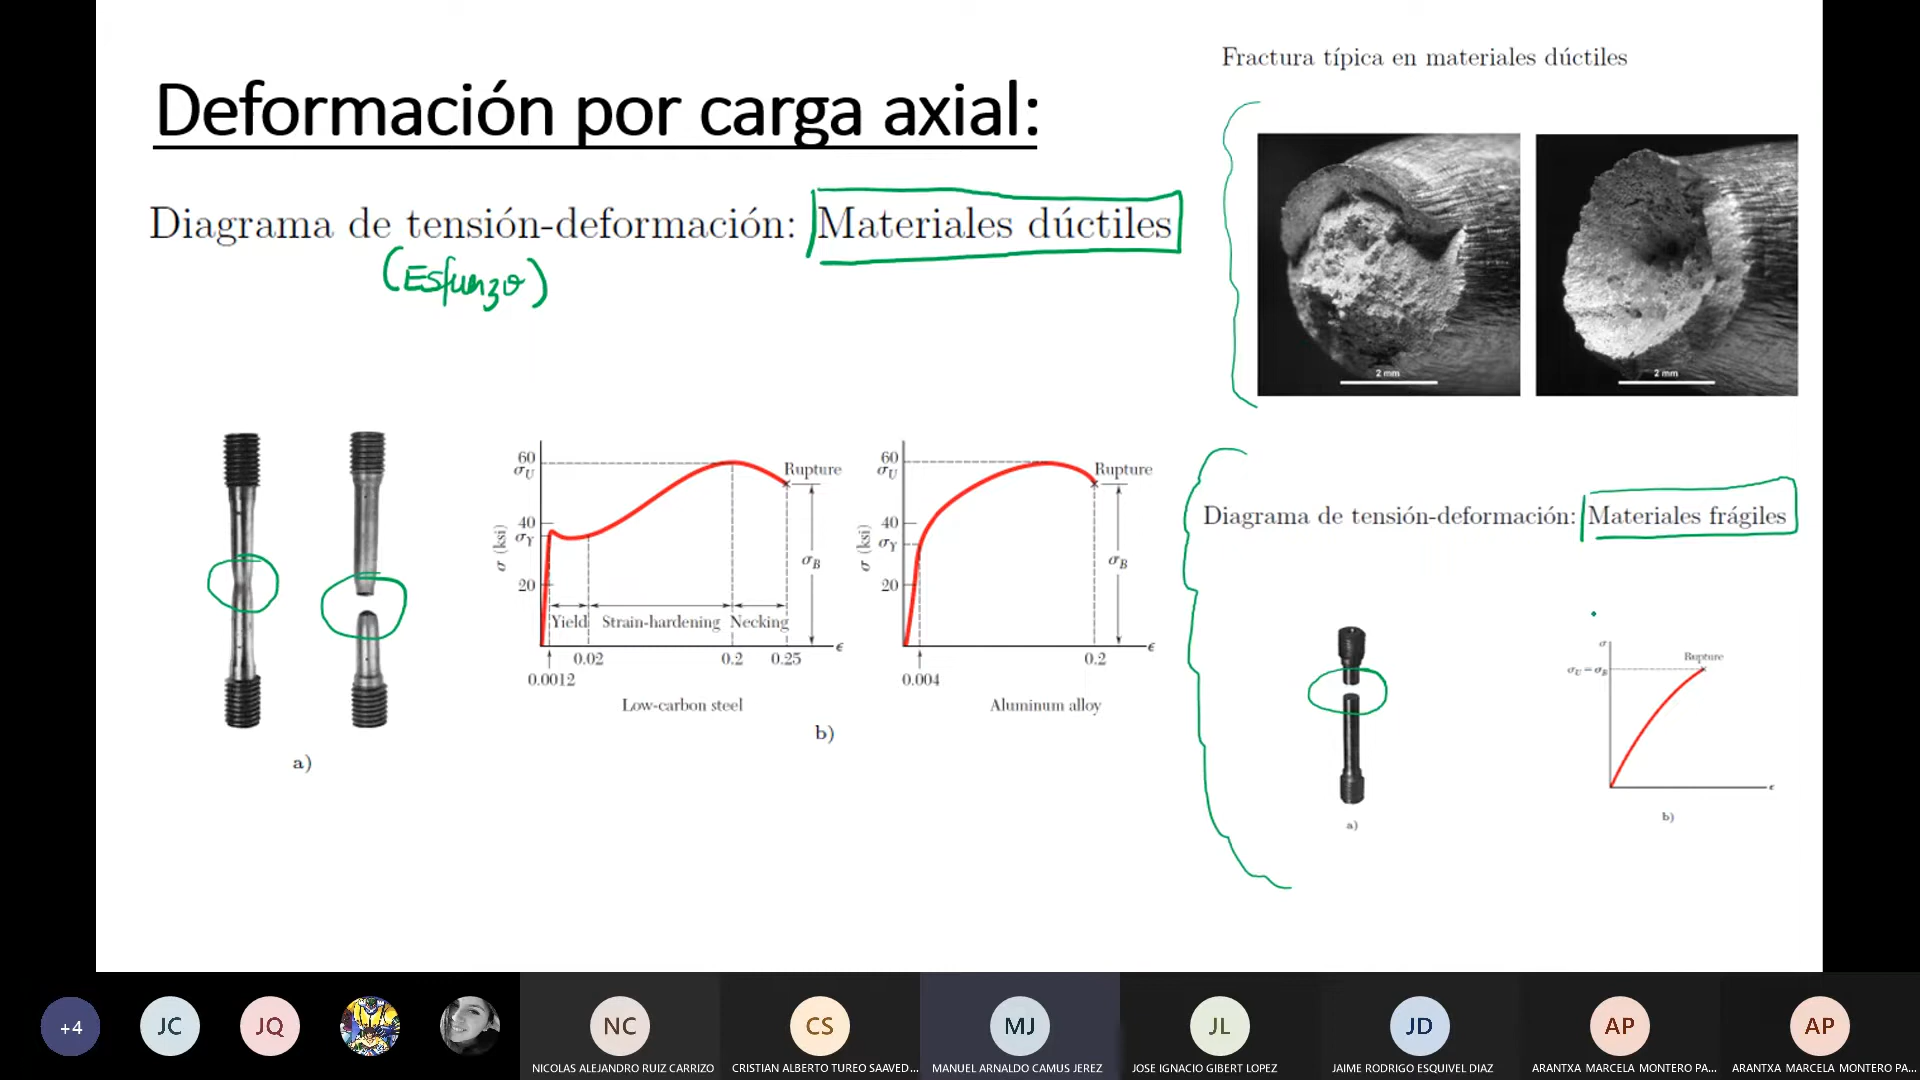 Fractura típica en materiales dúctiles
Deformación por carga axial:
Diagrama de tensión-deformación: Materiales dúctiles
(Esfuerzo)
2 mm
2 mm
60
σU
40
σY
20
σ (ksi)
Rupture
σB
Yield Strain-hardening Necking
ϵ
0.02 0.2 0.25
0.0012
Low-carbon steel
60
σU
40
σY
20
σ (ksi)
Rupture
σB
ϵ
0.2
0.004
Aluminum alloy
a)
b)
Diagrama de tensión-deformación: Materiales frágiles
σ
Rupture
σU = σB
ϵ
a)
b)
+4
JC
JQ
NC
CS
MJ
JL
JD
AP
AP
NICOLAS ALEJANDRO RUIZ CARRIZO
CRISTIAN ALBERTO TUREO SAAVED...
MANUEL ARNALDO CAMUS JEREZ
JOSE IGNACIO GIBERT LOPEZ
JAIME RODRIGO ESQUIVEL DIAZ
ARANTXA MARCELA MONTERO PA...
ARANTXA MARCELA MONTERO PA...